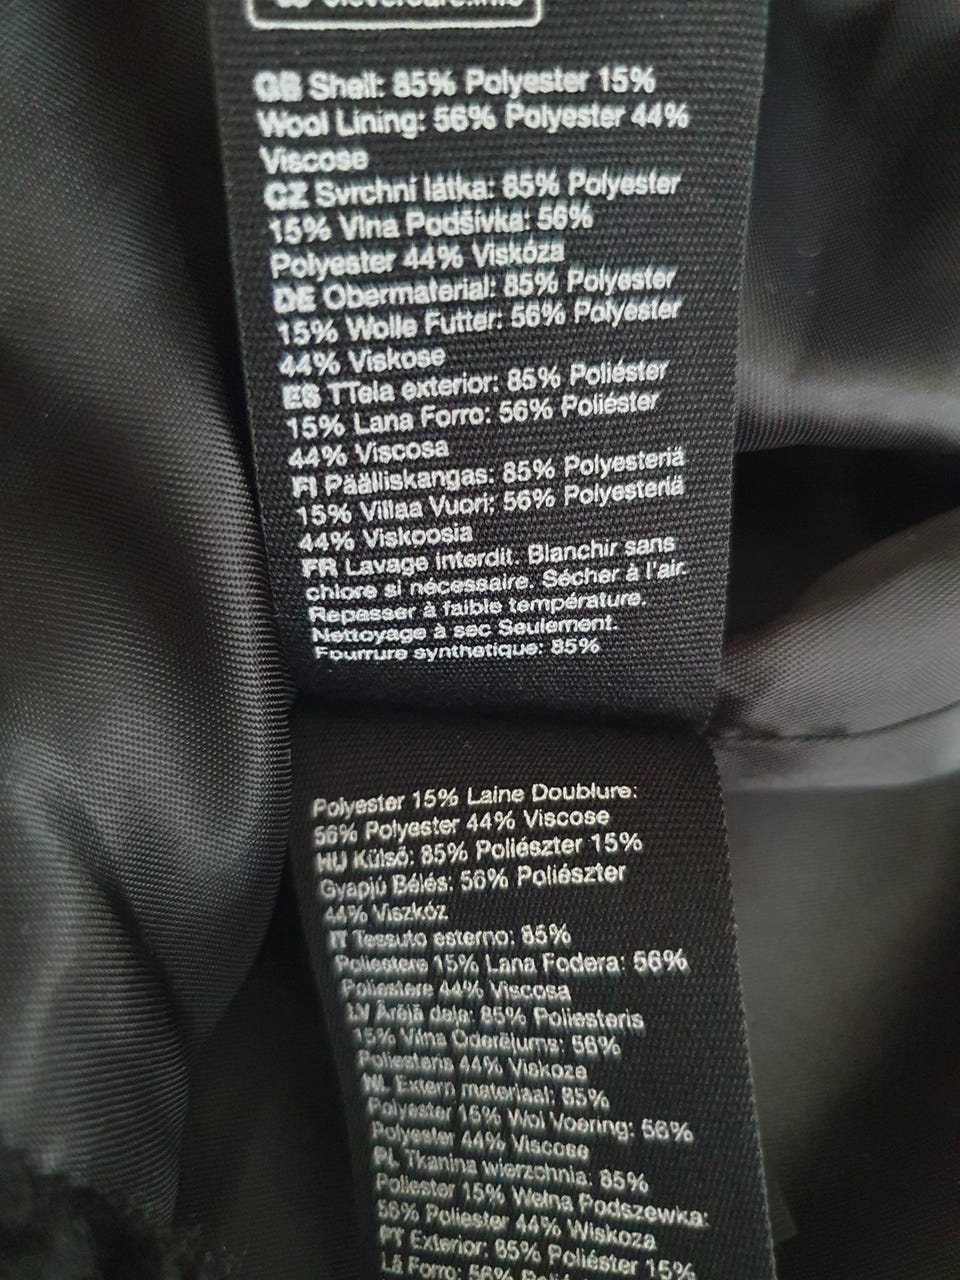 clevercare.info
GB Shell: 85% Polyester 15%
Wool Lining: 56% Polyester 44%
Viscose
CZ Svrchní látka: 85% Polyester
15% Vlna Podšívka: 56%
Polyester 44% Viskóza
DE Obermaterial: 85% Polyester
15% Wolle Futter: 56% Polyester
44% Viskose
ES TTela exterior: 85% Poliéster
15% Lana Forro: 56% Poliéster
44% Viscosa
FI Päälliskangas: 85% Polyesteriä
15% Villaa Vuori; 56% Polyesteriä
44% Viskoosia
FR Lavage interdit. Blanchir sans
chlore si nécessaire. Sécher à l'air.
Repasser à faible température.
Nettoyage à sec Seulement.
Fourrure synthetique: 85%
Polyester 15% Laine Doublure:
56% Polyester 44% Viscose
HU Külső: 85% Poliészter 15%
Gyapjú Bélés: 56% Poliészter
44% Viszkóz
IT Tessuto esterno: 85%
Poliestere 15% Lana Fodera: 56%
Poliestere 44% Viscosa
LV Ārējā daļa: 85% Poliesteris
15% Vilna Oderējums: 56%
Poliesteris 44% Viskoze
NL Extern materiaal: 85%
Polyester 15% Wol Voering: 56%
Polyester 44% Viscose
PL Tkanina wierzchnia: 85%
Poliester 15% Wełna Podszewka:
56% Poliester 44% Wiskoza
PT Exterior: 85% Poliéster 15%
Lã Forro: 56%